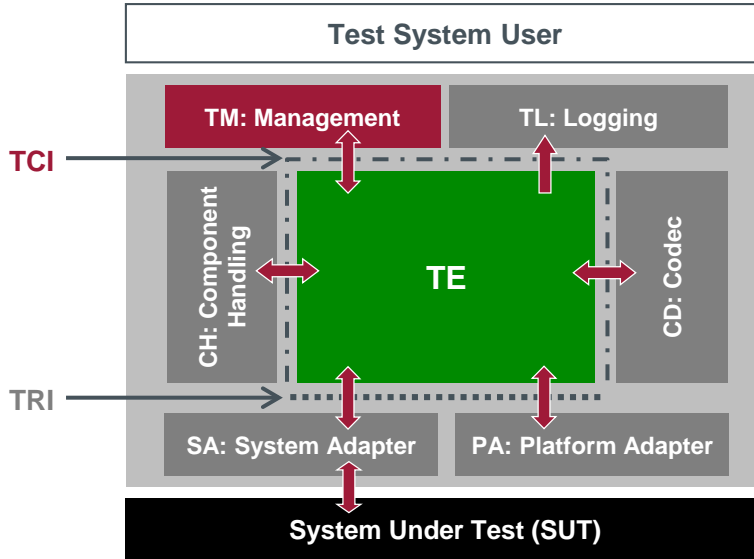 Test System User
TM: Management
TL: Logging
TCI
CH: Component
Handling
TE
CD: Codec
TRI
SA: System Adapter
PA: Platform Adapter
System Under Test (SUT)